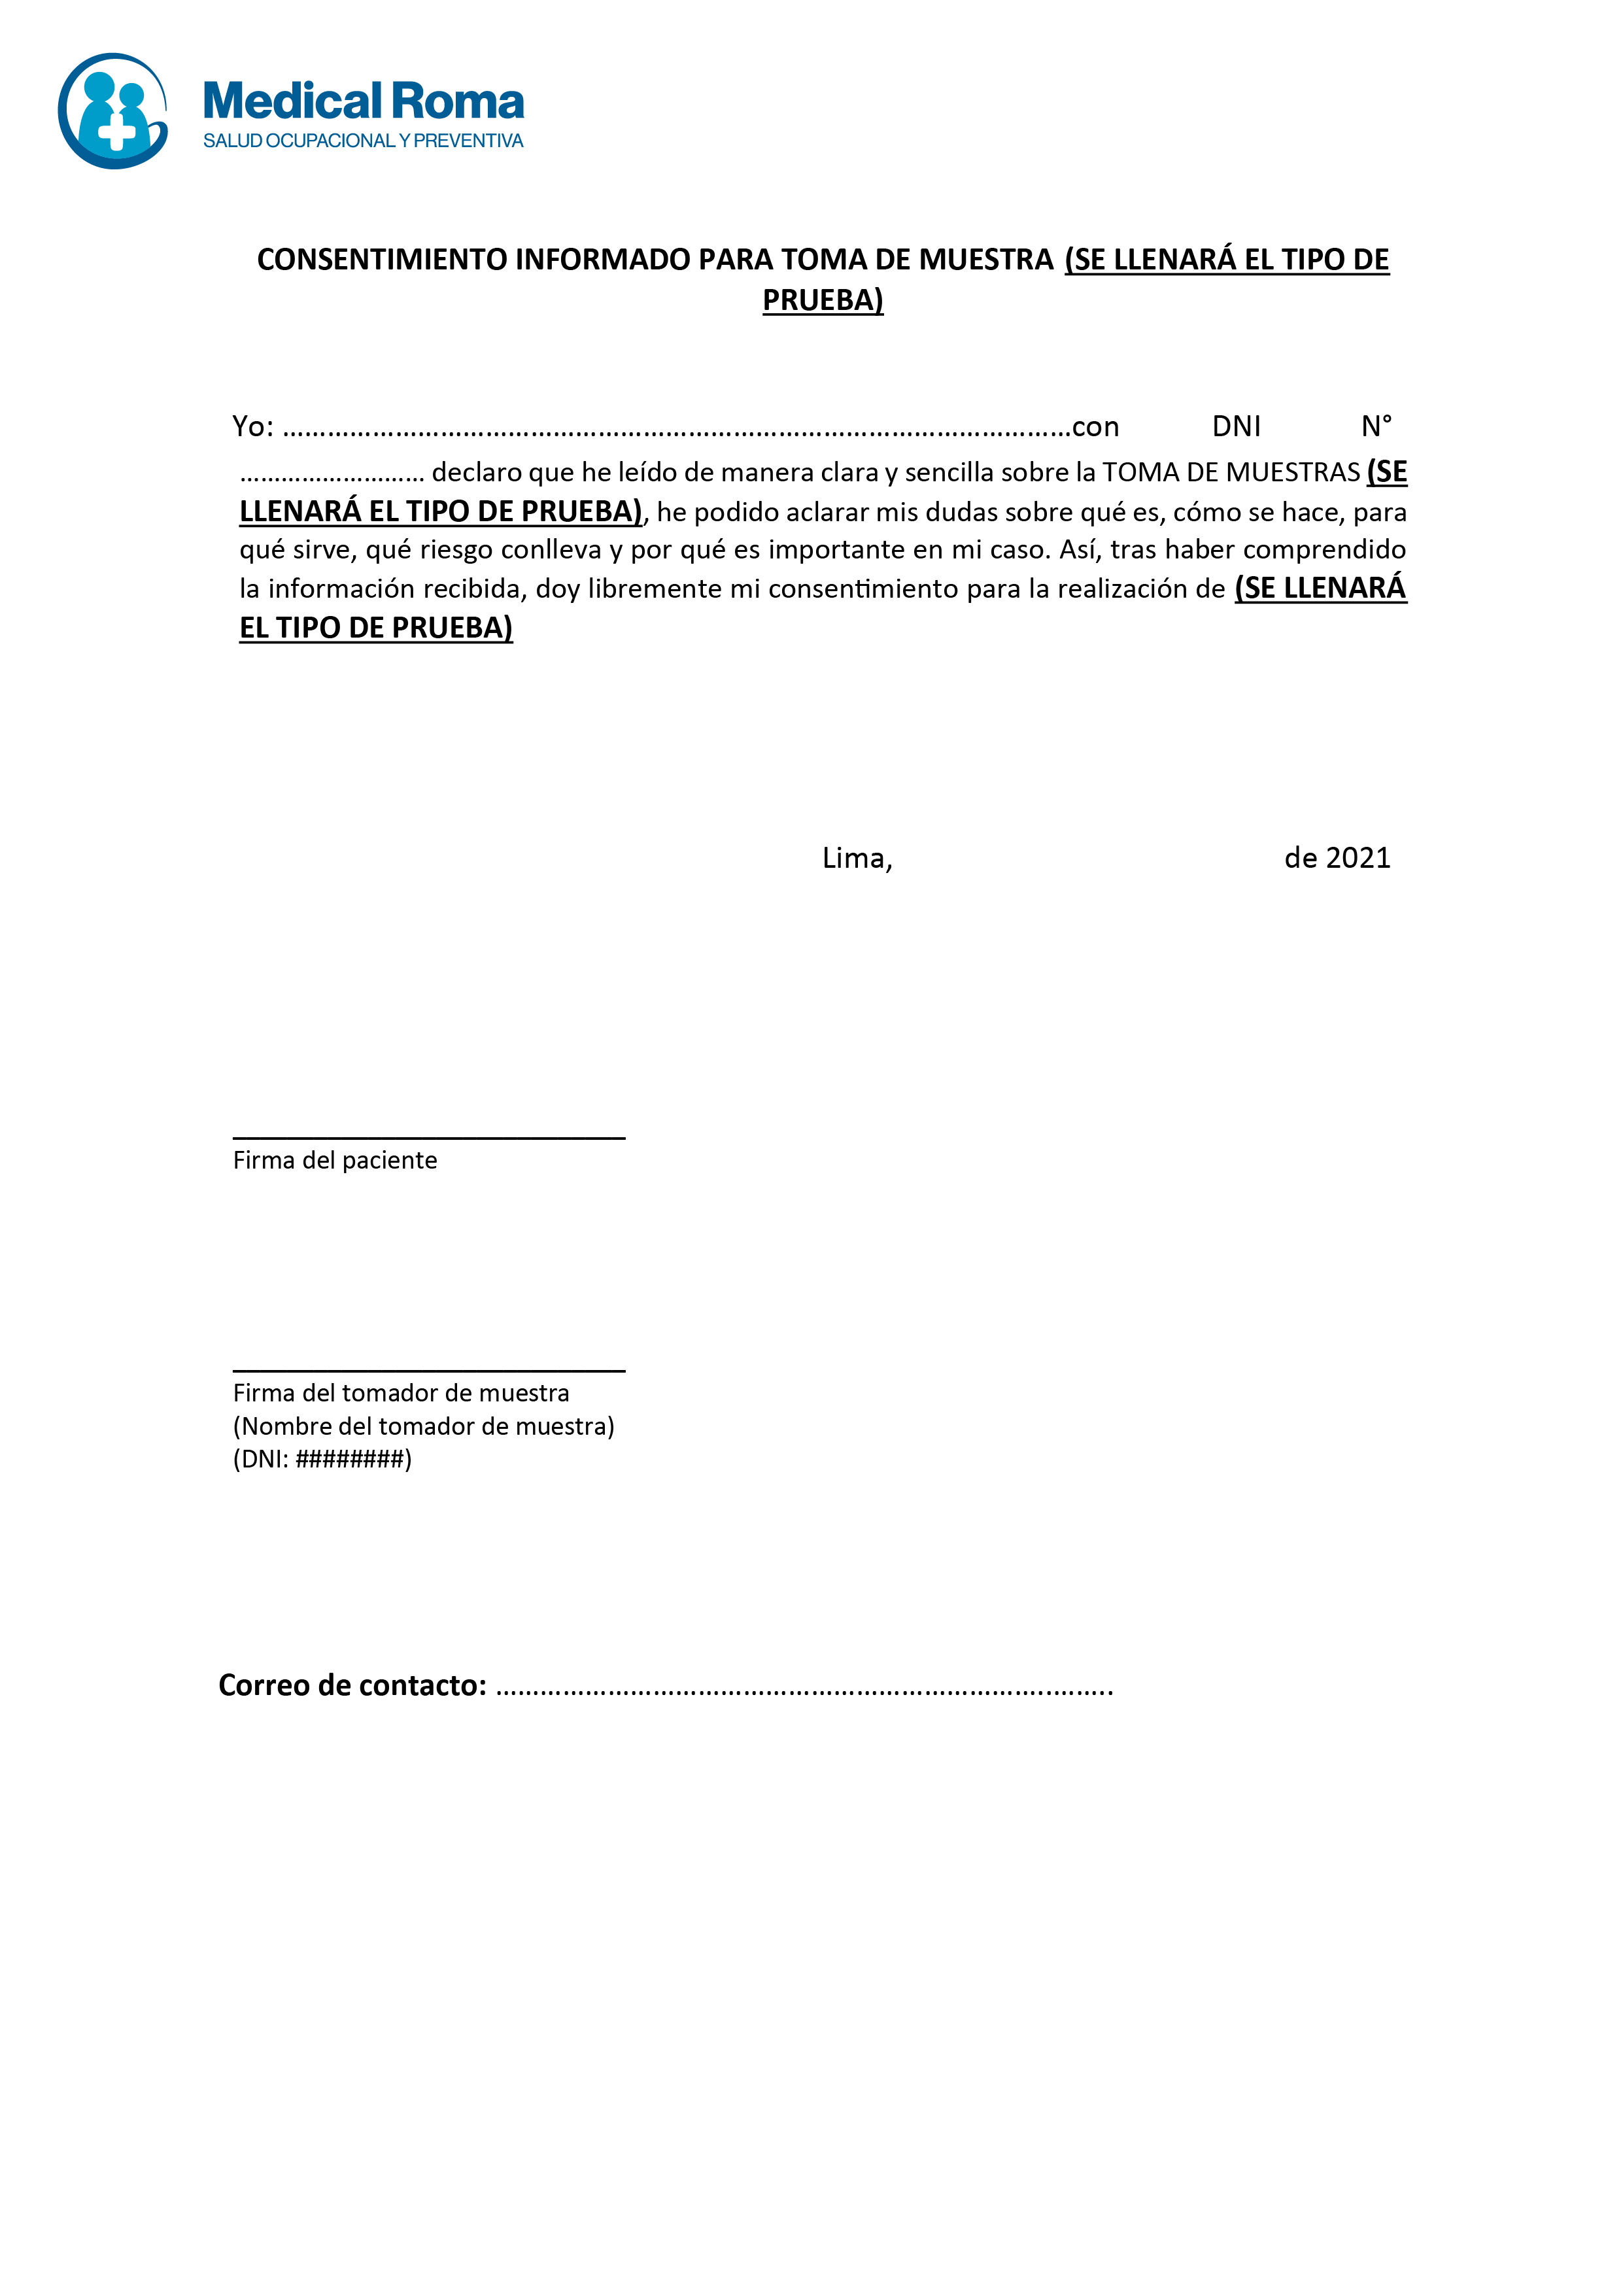 Medical Roma
SALUD OCUPACIONAL Y PREVENTIVA
CONSENTIMIENTO INFORMADO PARA TOMA DE MUESTRA (SE LLENARÁ EL TIPO DE
PRUEBA)
Yo: ……………………………………………………………………………………………con DNI N°
…………………… declaro que he leído de manera clara y sencilla sobre la TOMA DE MUESTRAS (SE
LLENARÁ EL TIPO DE PRUEBA), he podido aclarar mis dudas sobre qué es, cómo se hace, para
qué sirve, qué riesgo conlleva y por qué es importante en mi caso. Así, tras haber comprendido
la información recibida, doy libremente mi consentimiento para la realización de (SE LLENARÁ
EL TIPO DE PRUEBA)
Lima, de 2021
Firma del paciente
Firma del tomador de muestra
(Nombre del tomador de muestra)
(DNI: ########)
Correo de contacto: ………………………………………………………………..……..